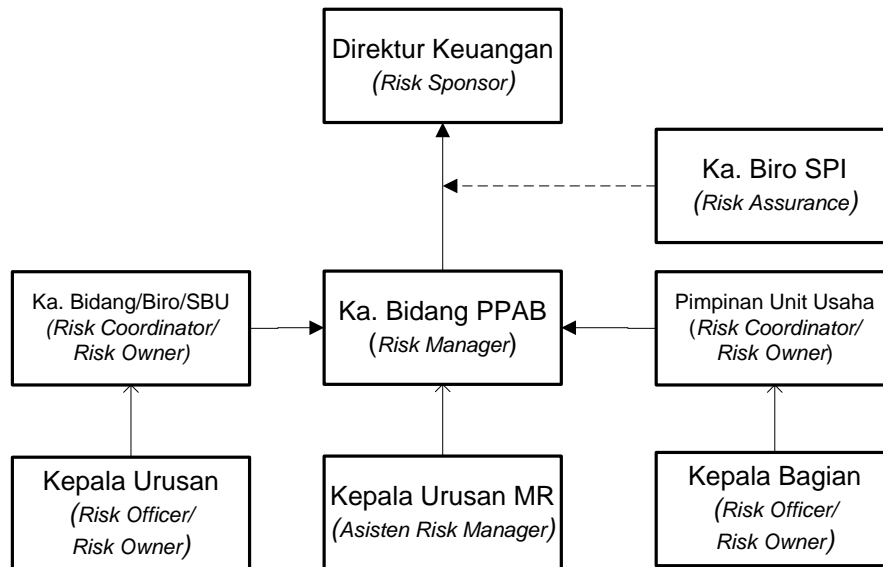 Direktur Keuangan
(Risk Sponsor)
Ka. Biro SPI
(Risk Assurance)
Ka. Bidang/Biro/SBU
(Risk Coordinator/
Risk Owner)
Ka. Bidang PPAB
(Risk Manager)
Pimpinan Unit Usaha
(Risk Coordinator/
Risk Owner)
Kepala Urusan
(Risk Officer/
Risk Owner)
Kepala Urusan MR
(Asisten Risk Manager)
Kepala Bagian
(Risk Officer/
Risk Owner)